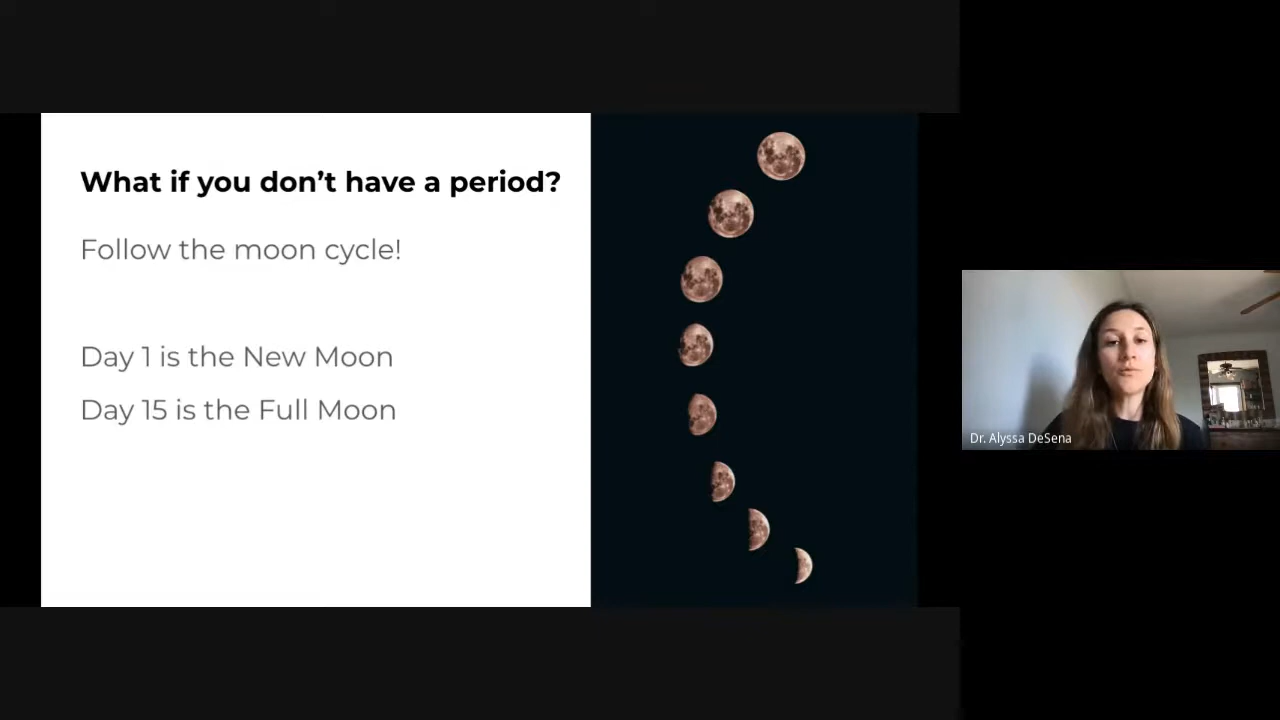 What if you don’t have a period?
Follow the moon cycle!
Day 1 is the New Moon
Day 15 is the Full Moon
Dr. Alyssa DeSena